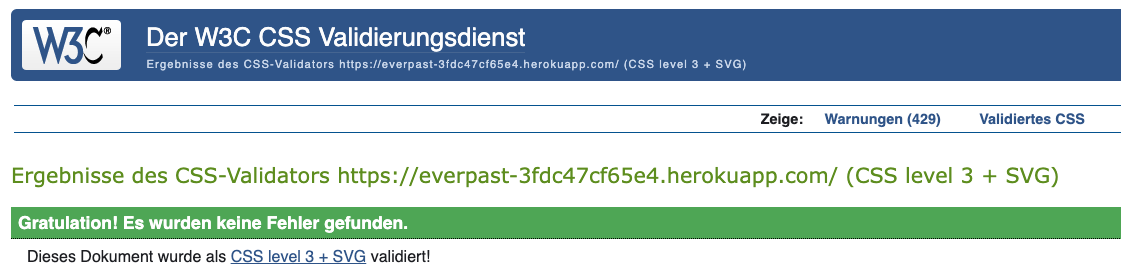 W3C®
Der W3C CSS Validierungsdienst
Ergebnisse des CSS-Validators https://everpast-3fdc47cf65e4.herokuapp.com/ (CSS level 3 + SVG)
Zeige: Warnungen (429) Validiertes CSS
Ergebnisse des CSS-Validators https://everpast-3fdc47cf65e4.herokuapp.com/ (CSS level 3 + SVG)
Gratulation! Es wurden keine Fehler gefunden.
Dieses Dokument wurde als CSS level 3 + SVG validiert!